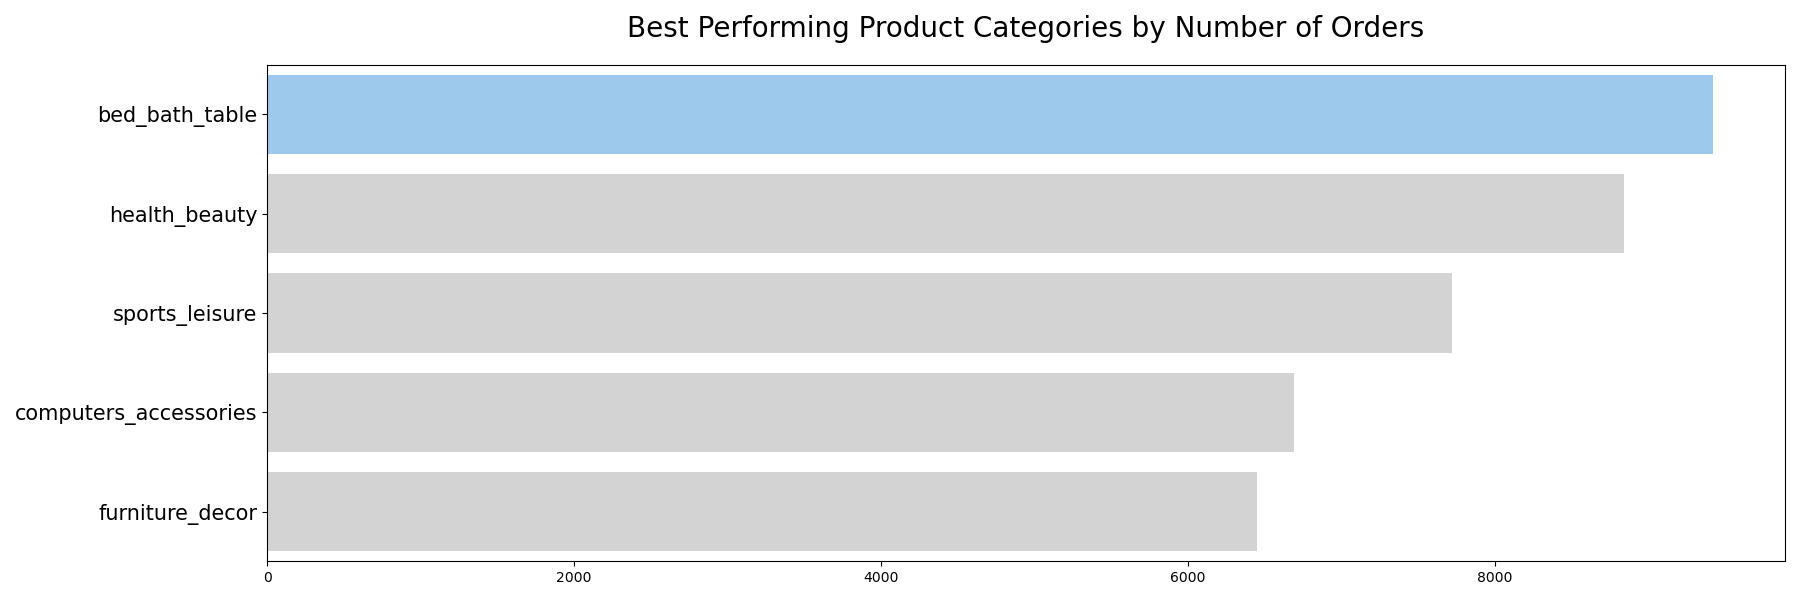 Best Performing Product Categories by Number of Orders
bed_bath_table
health_beauty
sports_leisure
computers_accessories
furniture_decor
0 2000 4000 6000 8000